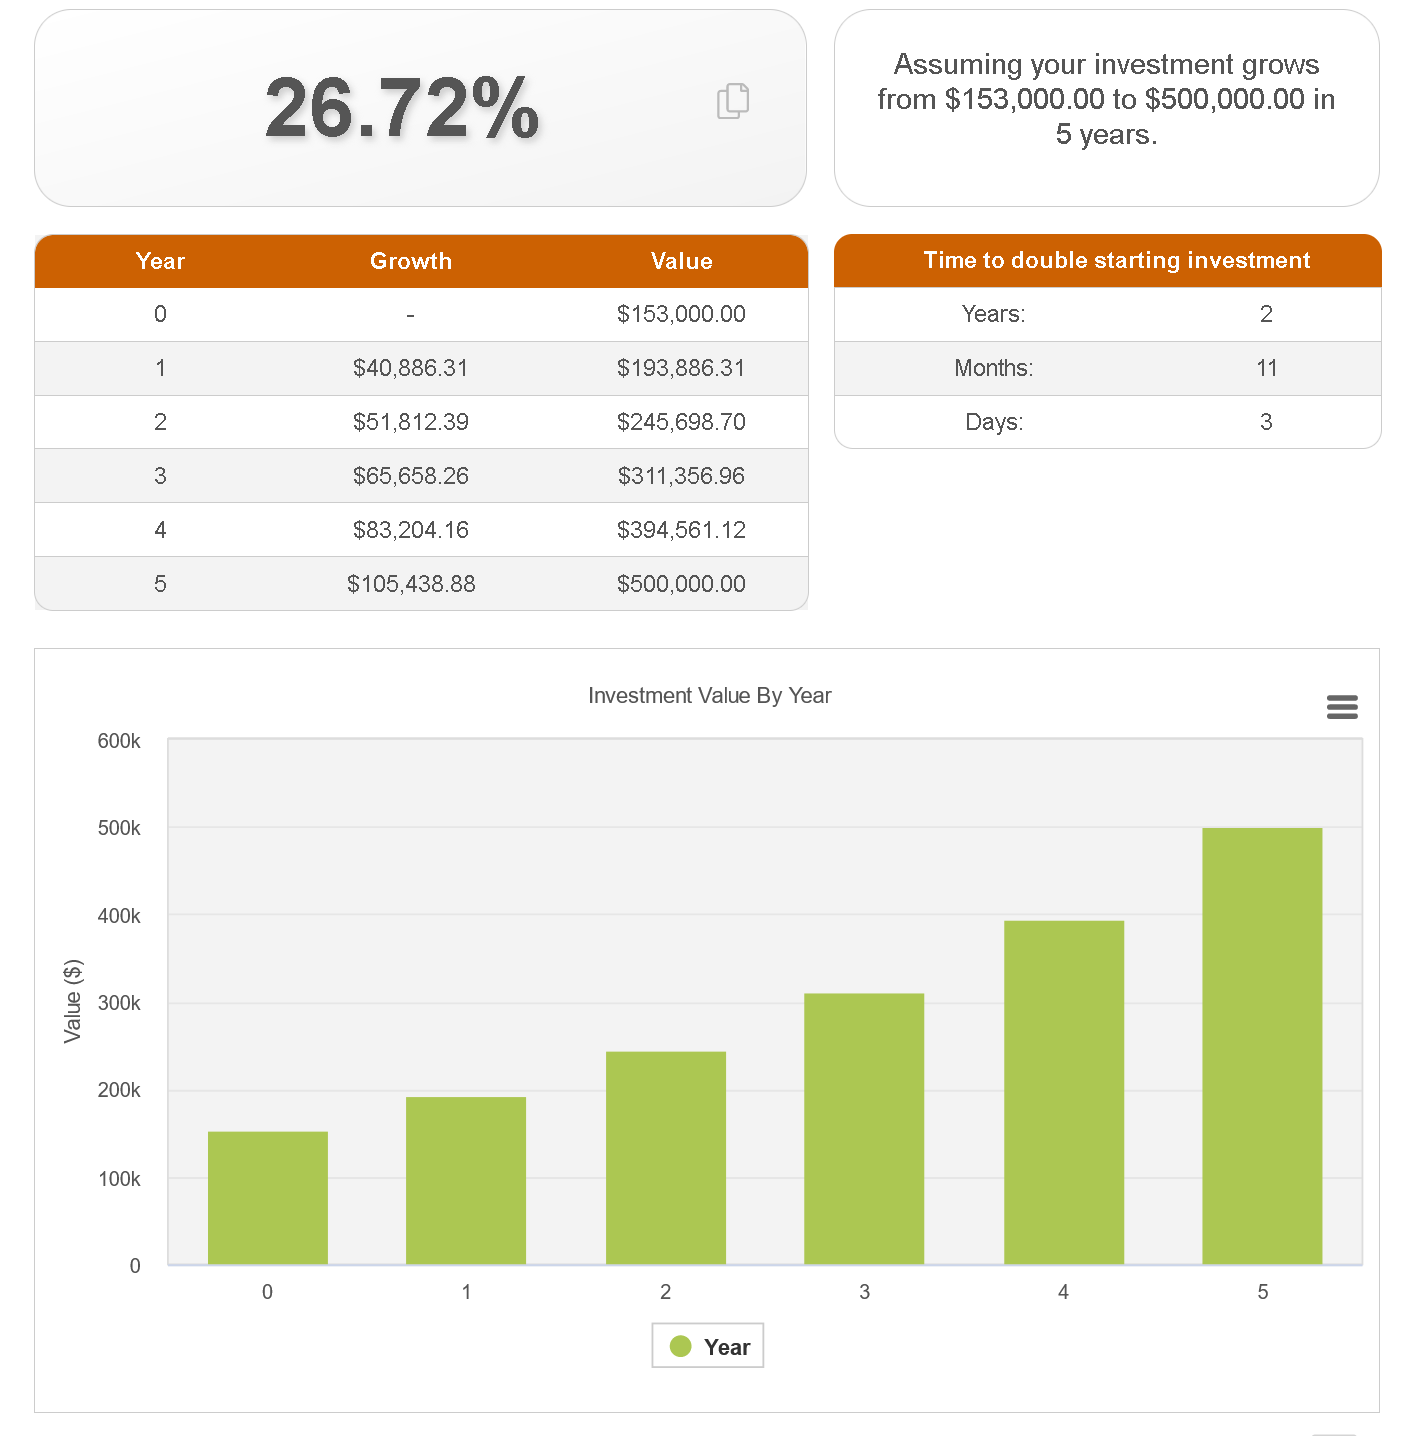 26.72%
Assuming your investment grows
from $153,000.00 to $500,000.00 in
5 years.
Year Growth Value
0 - $153,000.00
1 $40,886.31 $193,886.31
2 $51,812.39 $245,698.70
3 $65,658.26 $311,356.96
4 $83,204.16 $394,561.12
5 $105,438.88 $500,000.00
Time to double starting investment
Years: 2
Months: 11
Days: 3
Investment Value By Year
600k
500k
400k
300k
200k
100k
0
Value ($)
0 1 2 3 4 5
Year